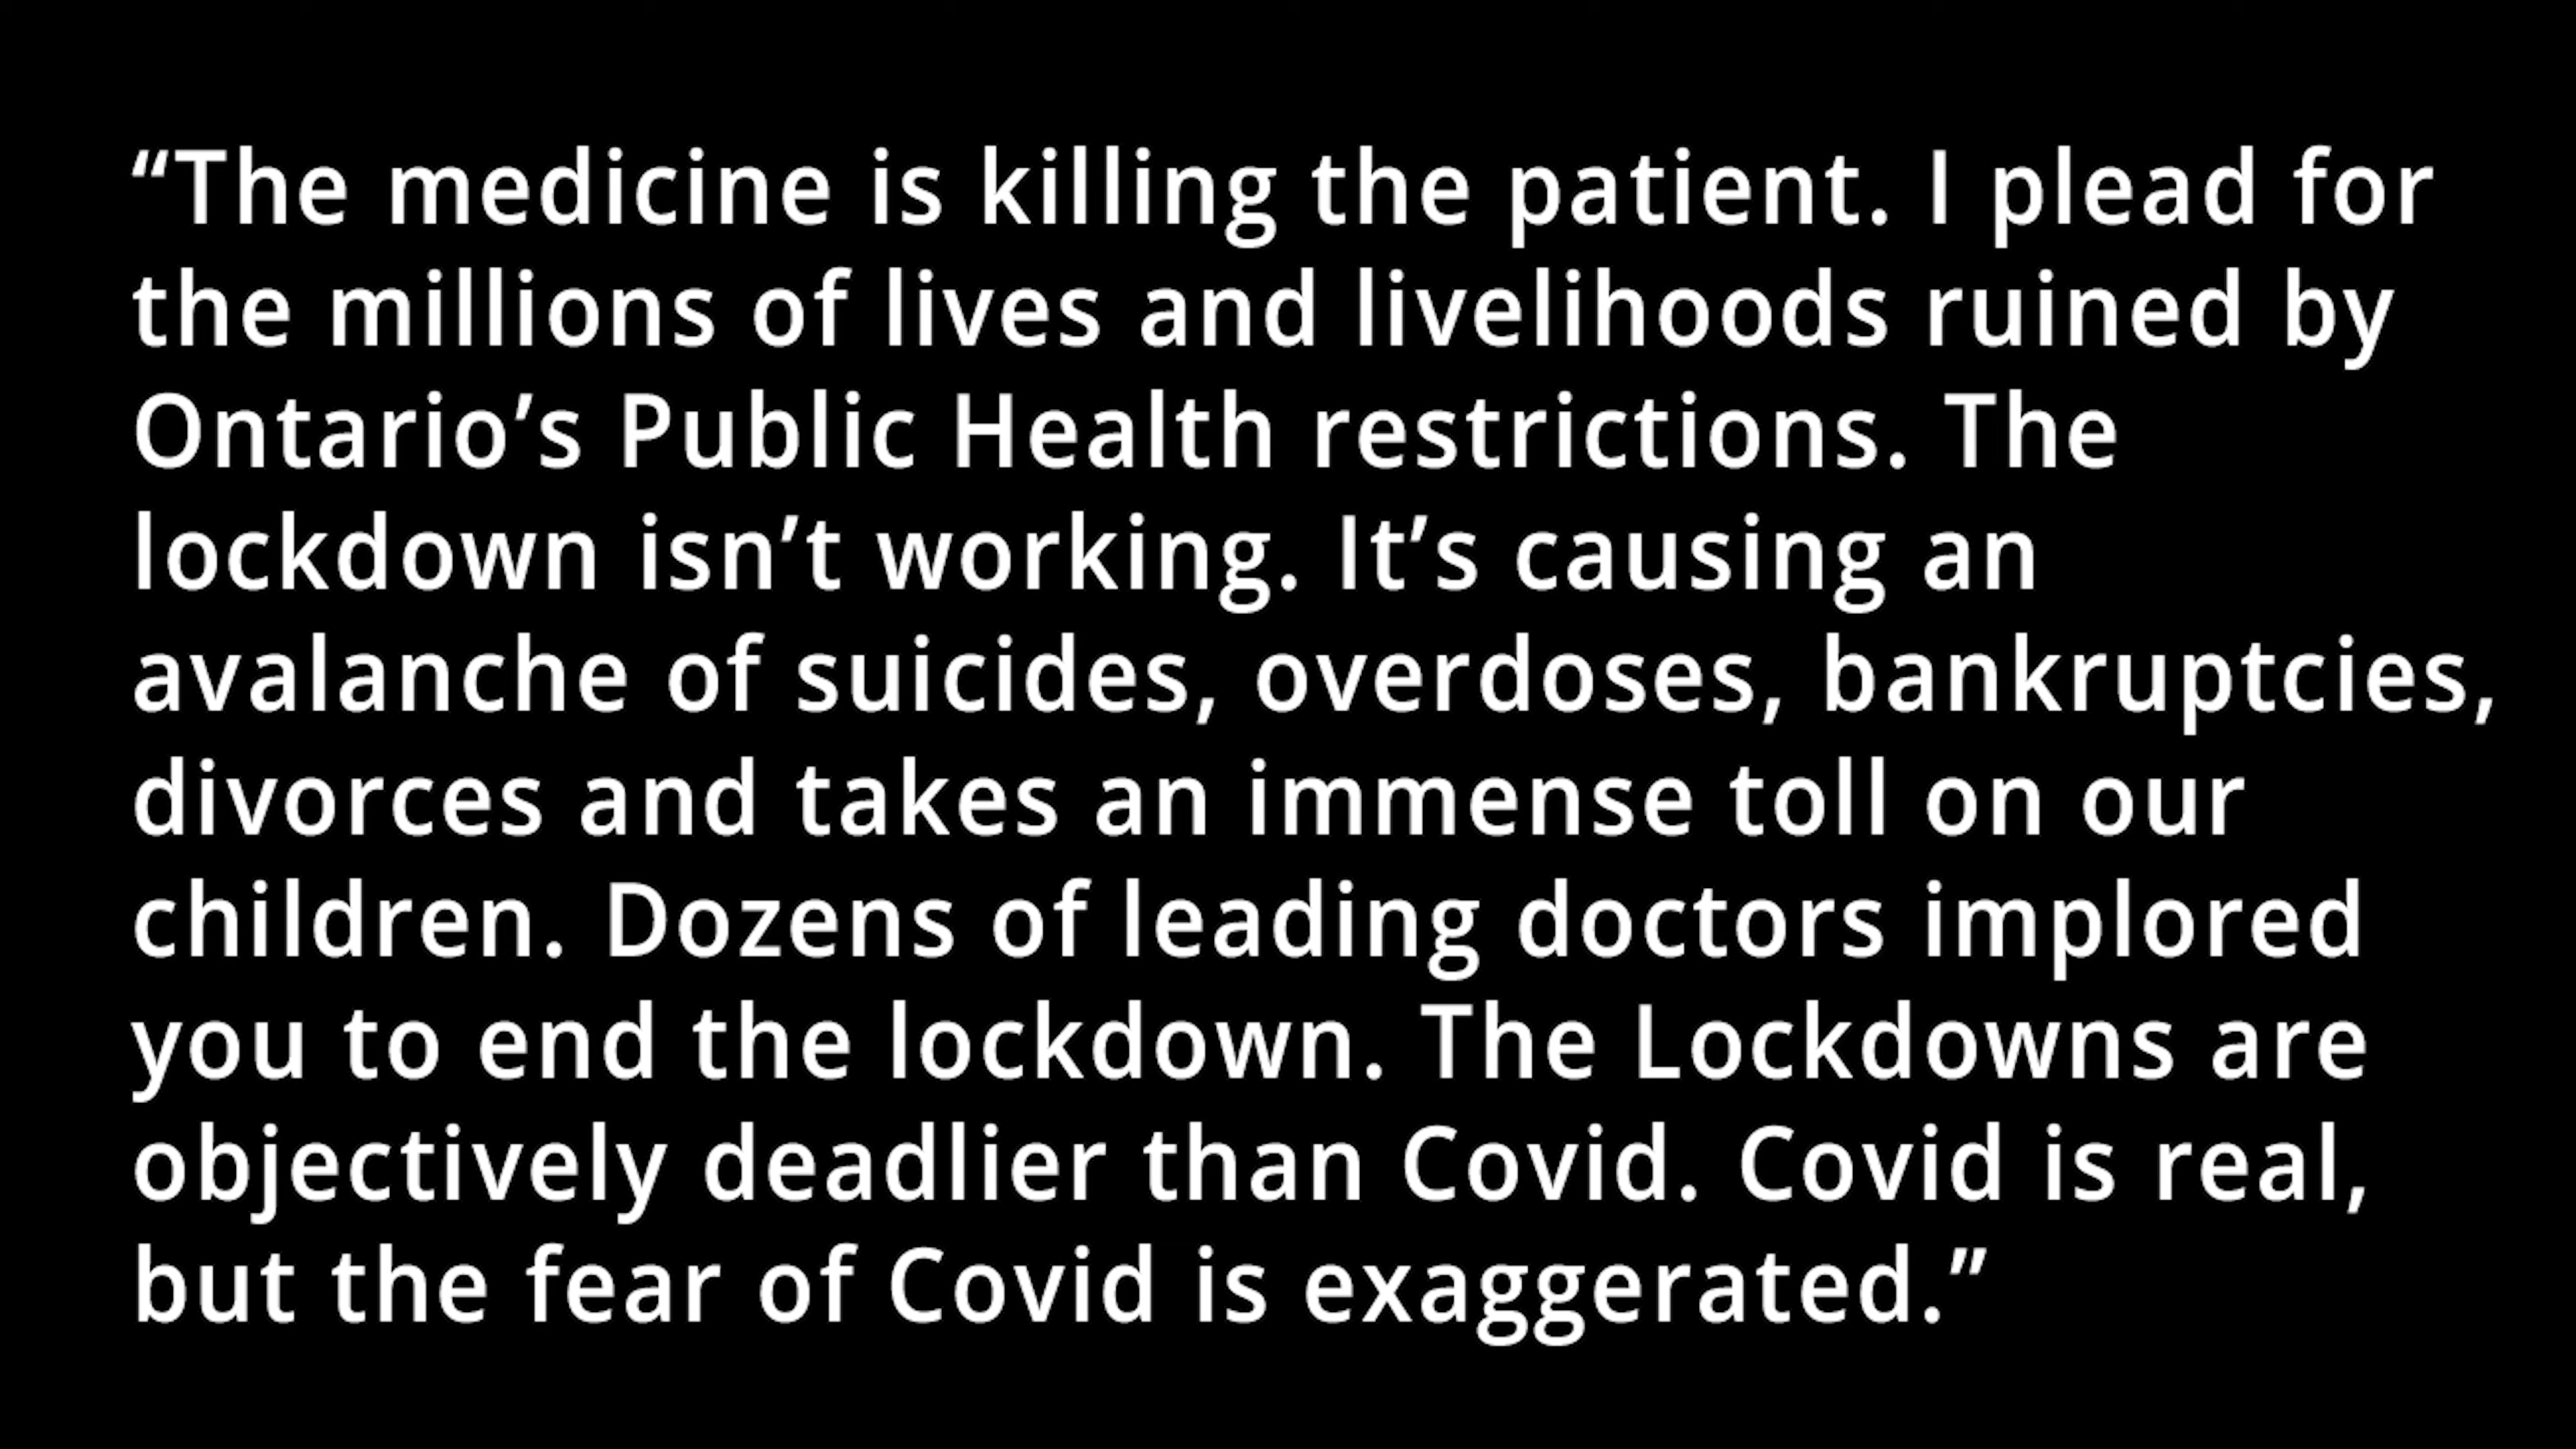 “The medicine is killing the patient. I plead for
the millions of lives and livelihoods ruined by
Ontario’s Public Health restrictions. The
lockdown isn’t working. It’s causing an
avalanche of suicides, overdoses, bankruptcies,
divorces and takes an immense toll on our
children. Dozens of leading doctors implored
you to end the lockdown. The Lockdowns are
objectively deadlier than Covid. Covid is real,
but the fear of Covid is exaggerated.”